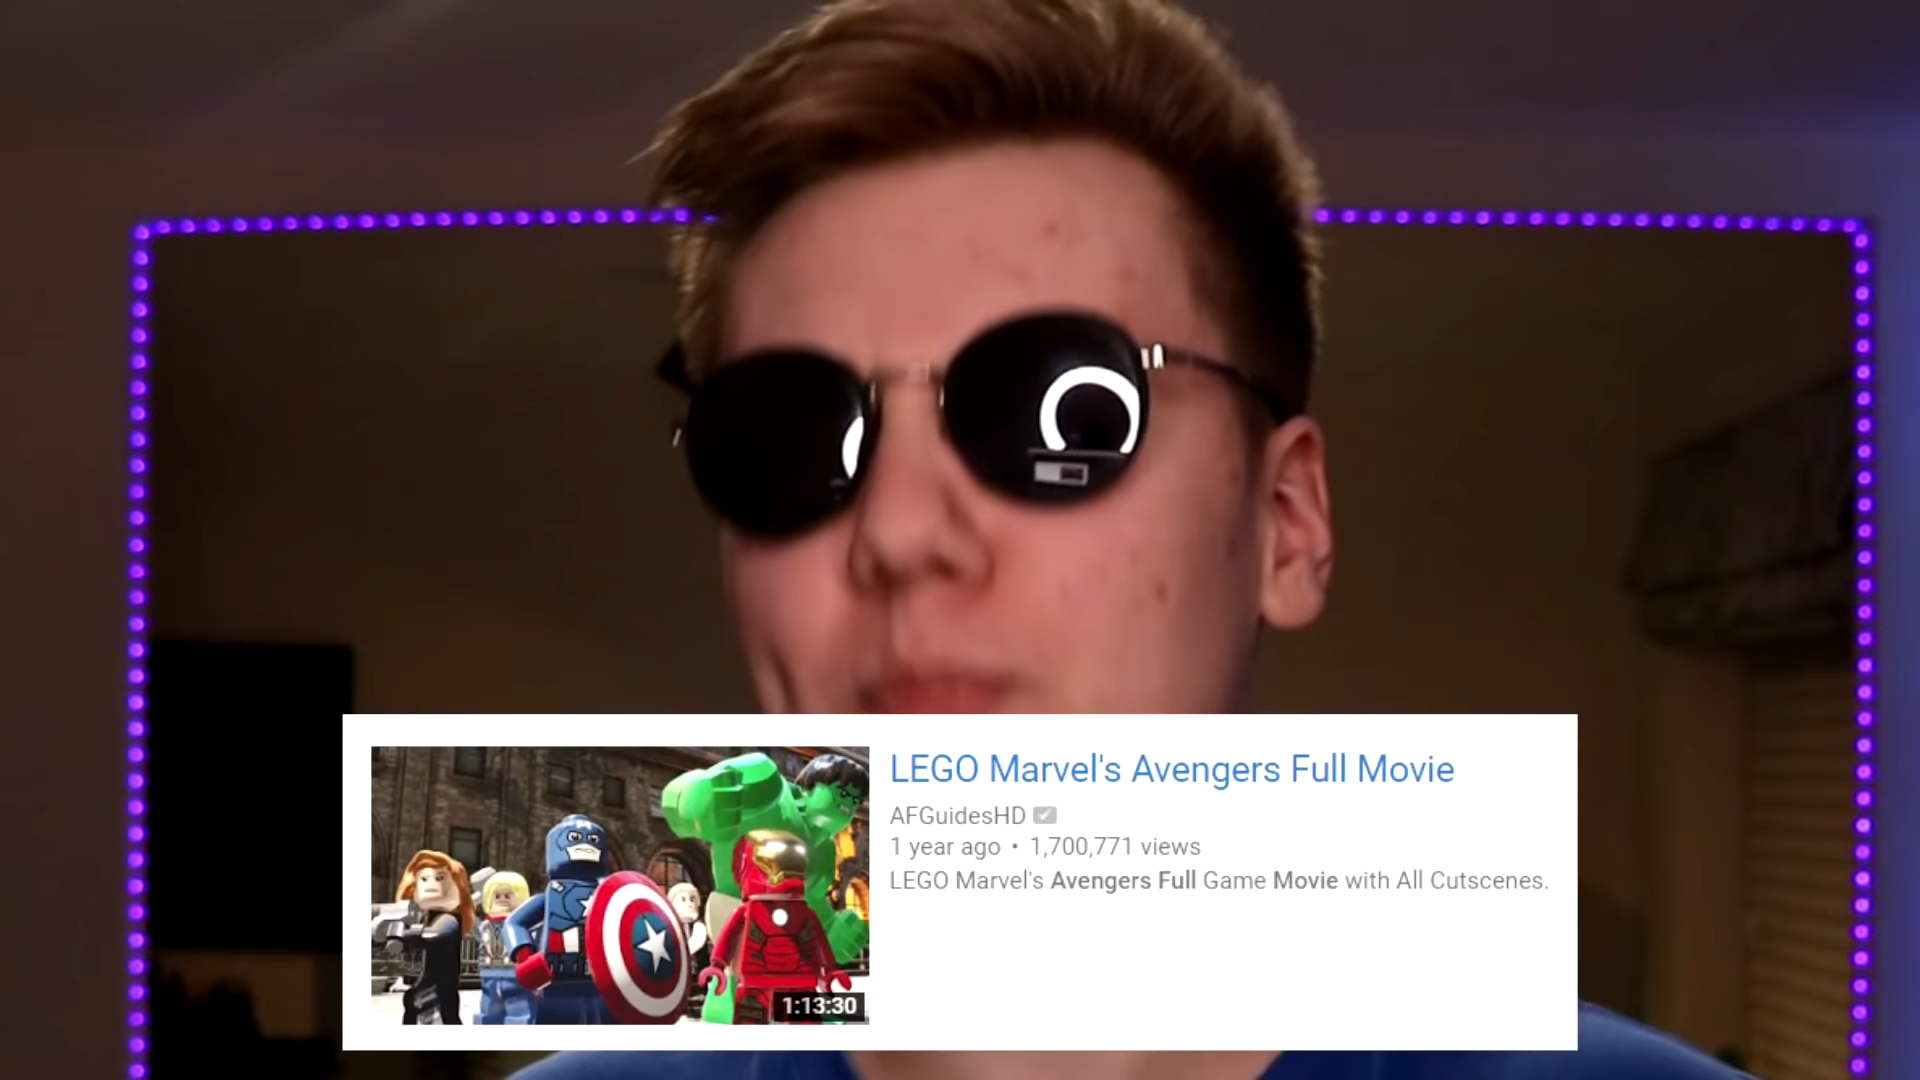 LEGO Marvel's Avengers Full Movie
AFGuidesHD
1 year ago • 1,700,771 views
LEGO Marvel's Avengers Full Game Movie with All Cutscenes.
1:13:30